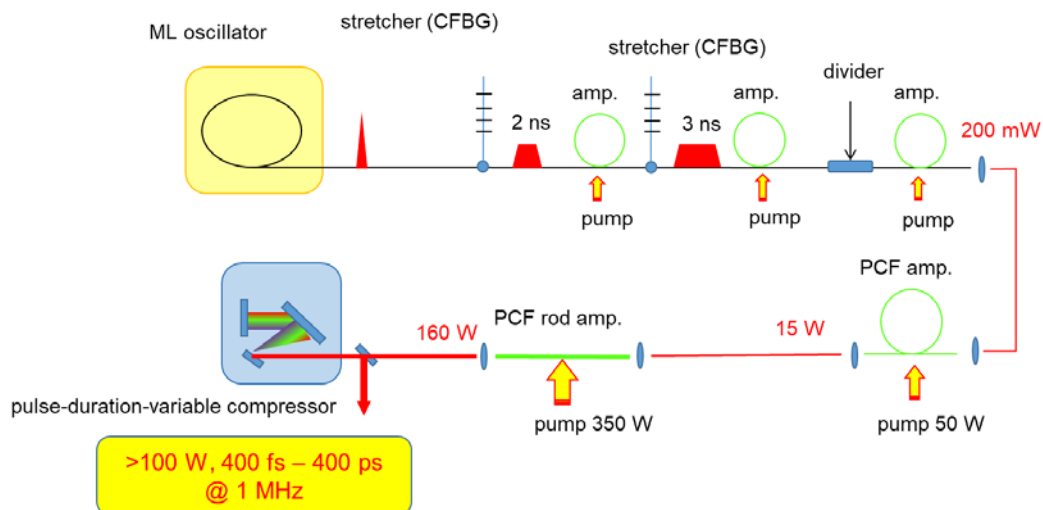 ML oscillator
stretcher (CFBG)
stretcher (CFBG)
divider
amp.
amp.
amp.
2 ns
3 ns
200 mW
pump
pump
pump
PCF amp.
PCF rod amp.
160 W
15 W
pulse-duration-variable compressor
pump 350 W
pump 50 W
>100 W, 400 fs – 400 ps
@ 1 MHz